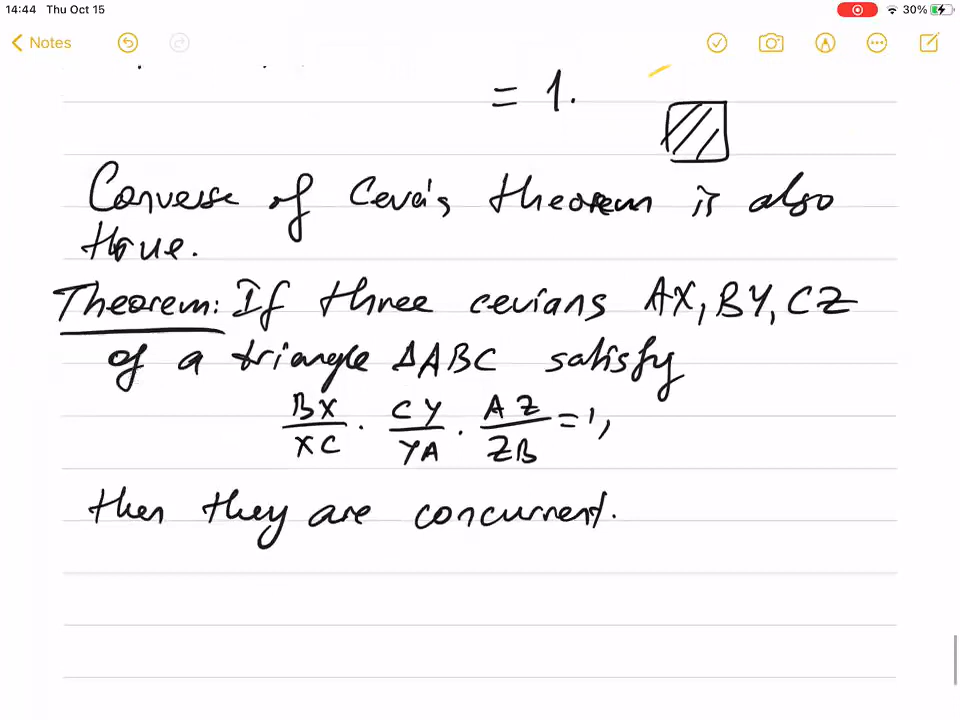 14:44 Thu Oct 15 30%
Notes
= 1.
Converse of Ceva's theorem is also
true.
Theorem: If three cevians AX, BY, CZ
of a triangle ΔABC satisfy
BX/XC · CY/YA · AZ/ZB = 1,
then they are concurrent.